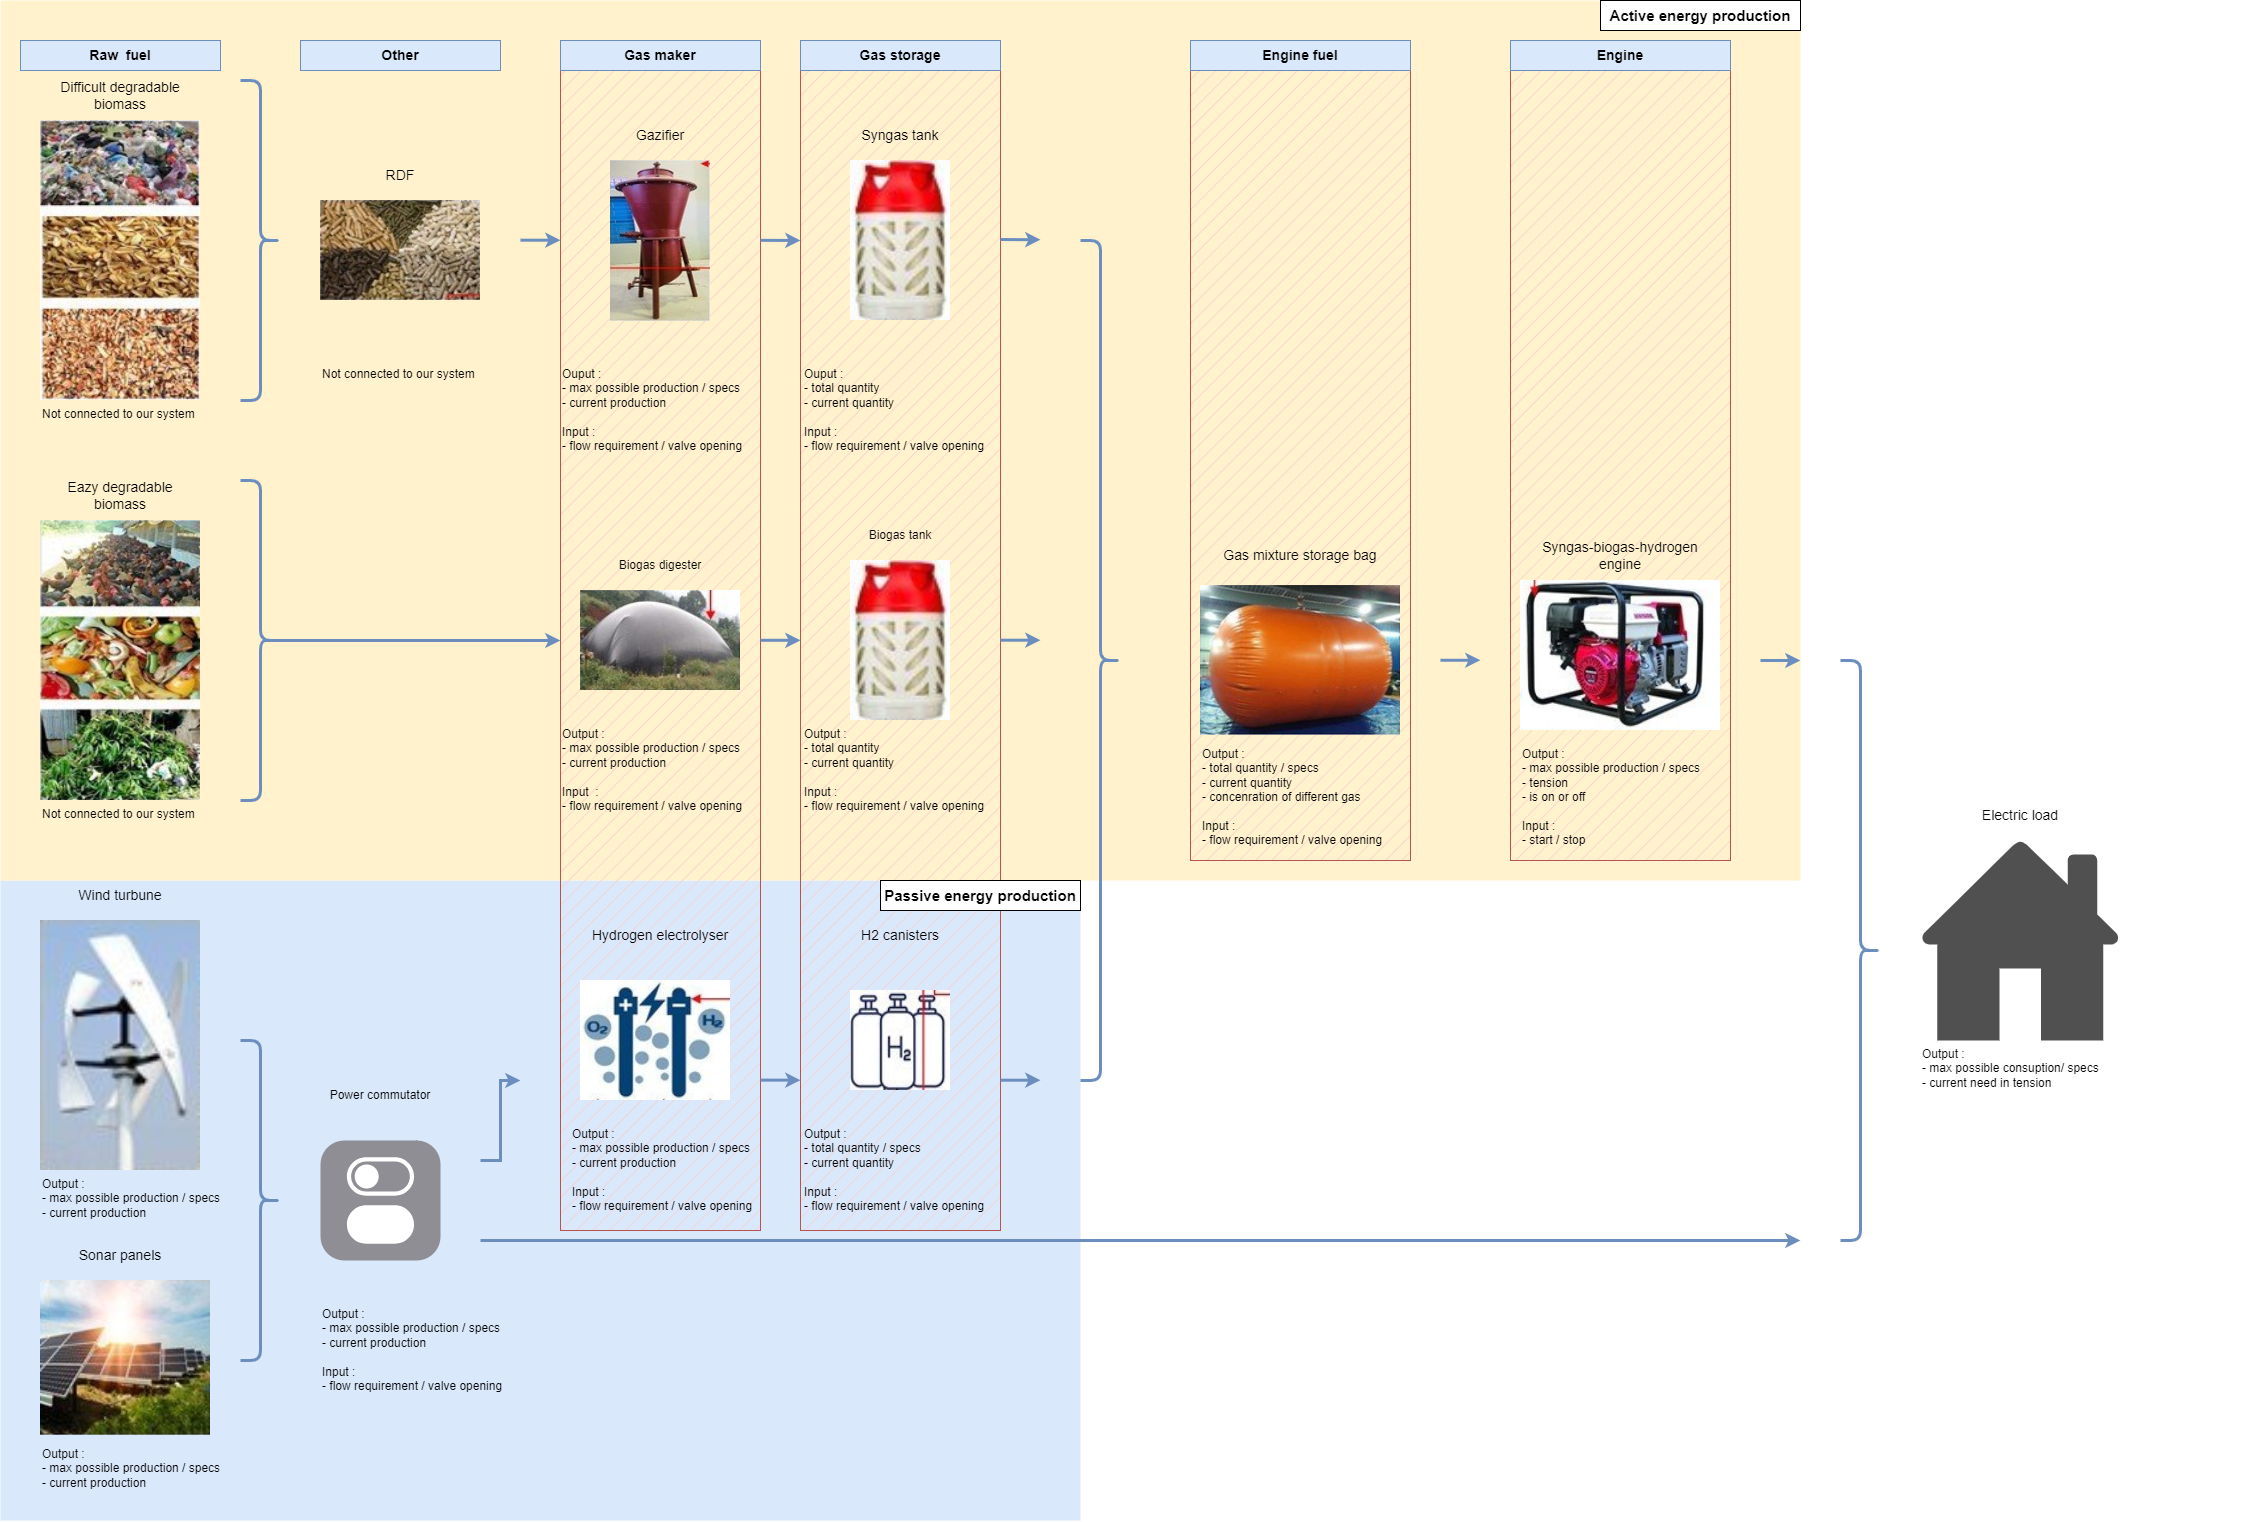 Active energy production
Raw  fuel
Other
Gas maker
Gas storage
Engine fuel
Engine
Difficult degradable
biomass
Not connected to our system
RDF
Not connected to our system
Gazifier
Ouput :
- max possible production / specs
- current production
Input :
- flow requirement / valve opening
Syngas tank
Ouput :
- total quantity
- current quantity
Input :
- flow requirement / valve opening
Eazy degradable
biomass
Not connected to our system
Biogas digester
Output :
- max possible production / specs
- current production
Input  :
- flow requirement / valve opening
Biogas tank
Output :
- total quantity
- current quantity
Input :
- flow requirement / valve opening
Gas mixture storage bag
Output :
- total quantity / specs
- current quantity
- concenration of different gas
Input :
- flow requirement / valve opening
Syngas-biogas-hydrogen
engine
Output :
- max possible production / specs
- tension
- is on or off
Input :
- start / stop
Electric load
Output :
- max possible consuption/ specs
- current need in tension
Passive energy production
Wind turbune
Output :
- max possible production / specs
- current production
Sonar panels
Output :
- max possible production / specs
- current production
Power commutator
Output :
- max possible production / specs
- current production
Input :
- flow requirement / valve opening
Hydrogen electrolyser
O2
H2
Output :
- max possible production / specs
- current production
Input :
- flow requirement / valve opening
H2 canisters
H2
Output :
- total quantity / specs
- current quantity
Input :
- flow requirement / valve opening